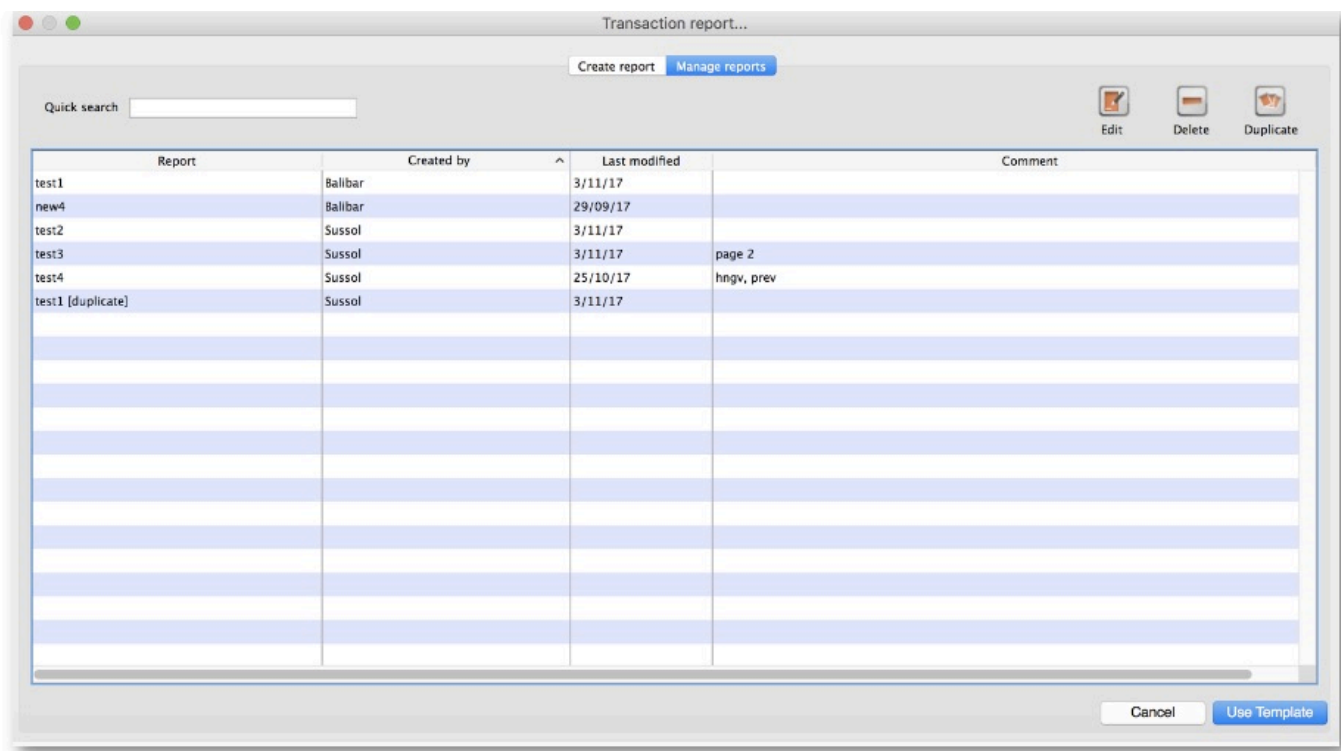 Transaction report...
Create report Manage reports
Quick search
Edit Delete Duplicate
Report Created by Last modified Comment
test1 Balibar 3/11/17
new4 Balibar 29/09/17
test2 Sussol 3/11/17
test3 Sussol 3/11/17 page 2
test4 Sussol 25/10/17 hngv, prev
test1 [duplicate] Sussol 3/11/17
Cancel Use Template